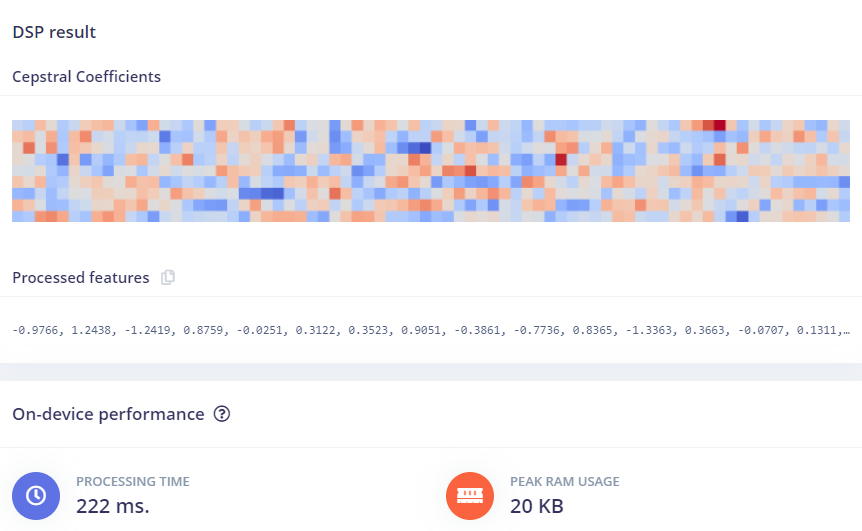 DSP result
Cepstral Coefficients
Processed features
-0.9766, 1.2438, -1.2419, 0.8759, -0.0251, 0.3122, 0.3523, 0.9051, -0.3861, -0.7736, 0.8365, -1.3363, 0.3663, -0.0707, 0.1311,…
On-device performance ?
PROCESSING TIME
222 ms.
PEAK RAM USAGE
20 KB